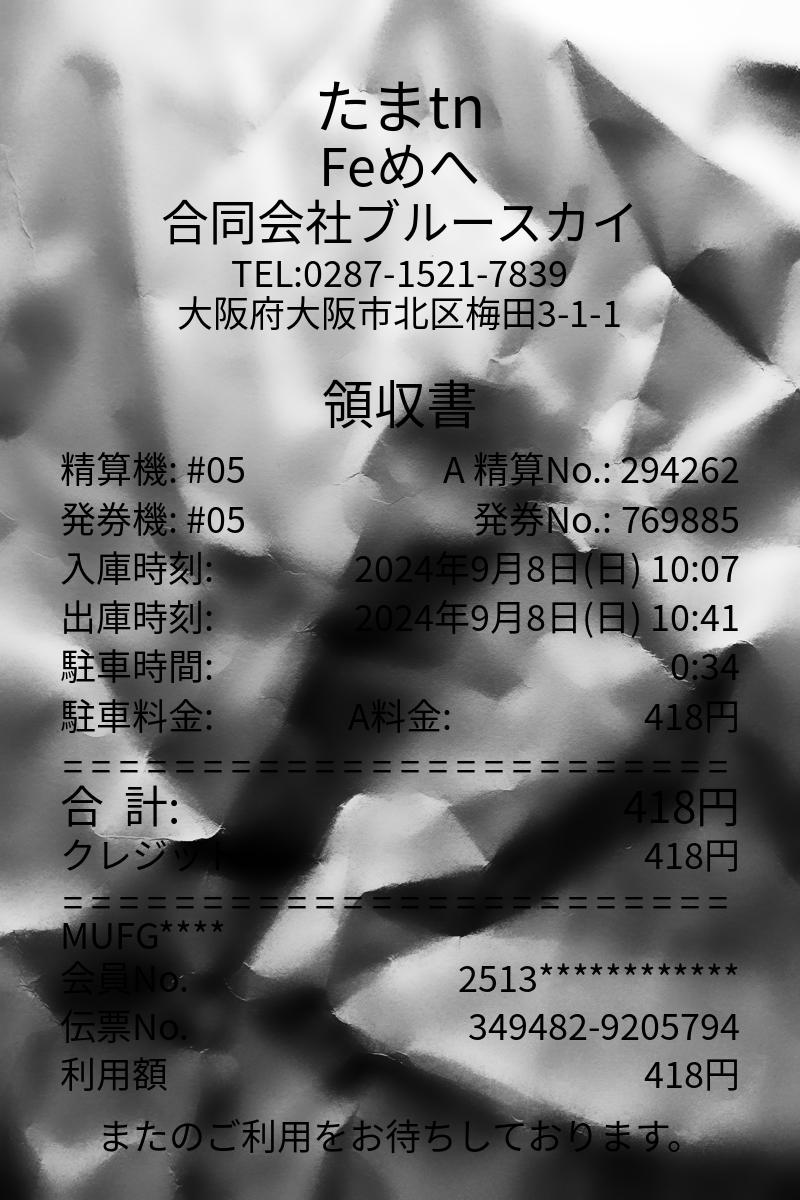 たまtn
Feめへ
合同会社ブルースカイ
TEL:0287-1521-7839
大阪府大阪市北区梅田3-1-1
領収書
精算機: #05 A 精算No.: 294262
発券機: #05 発券No.: 769885
入庫時刻: 2024年9月8日(日) 10:07
出庫時刻: 2024年9月8日(日) 10:41
駐車時間: 0:34
駐車料金: A料金: 418円
========================
合 計: 418円
クレジット 418円
========================
MUFG****
会員No. 2513************
伝票No. 349482-9205794
利用額 418円
またのご利用をお待ちしております。